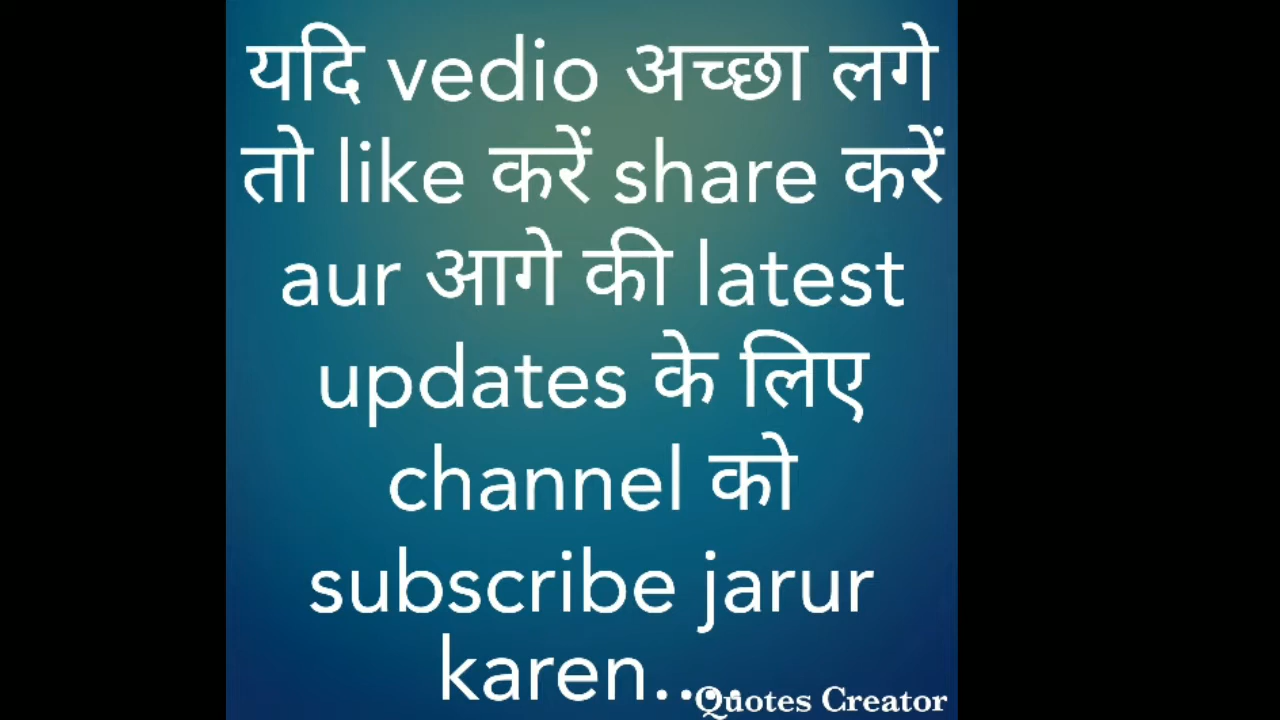 यदि vedio अच्छा लगे
तो like करें share करें
aur आगे की latest
updates के लिए
channel को
subscribe jarur
karen....
Quotes Creator